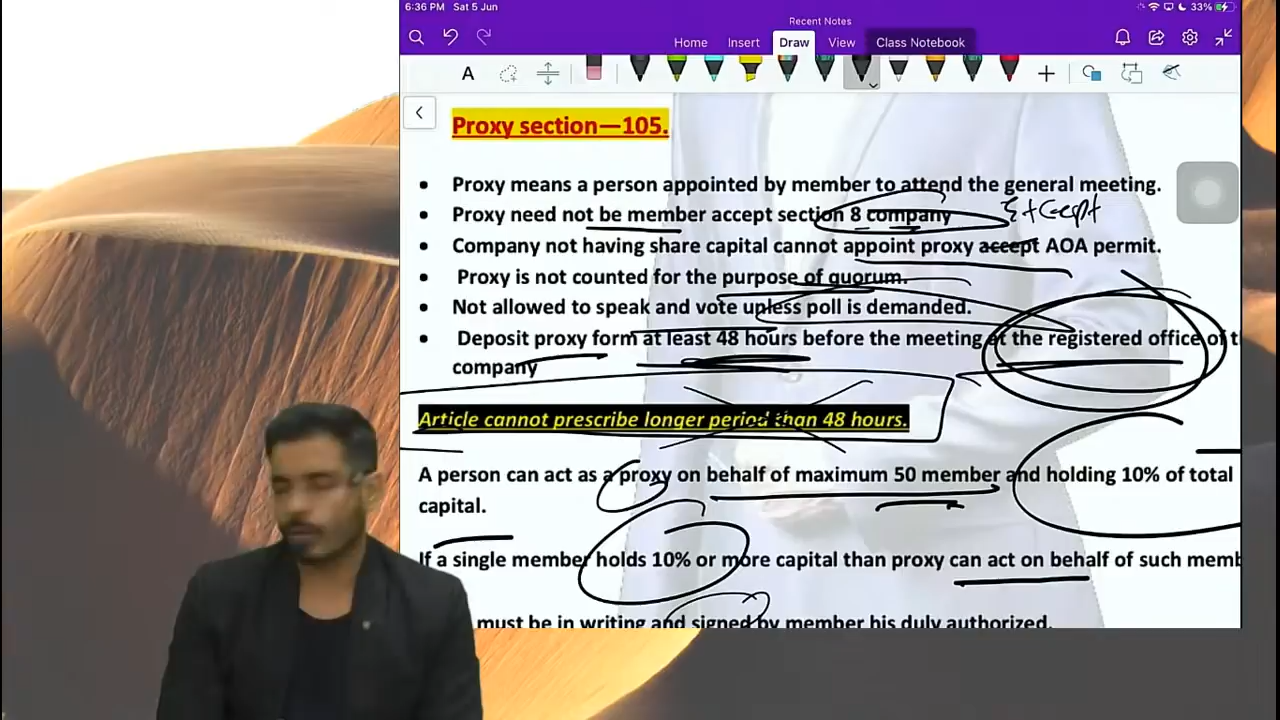 6:36 PM Sat 5 Jun
33%
Recent Notes
Home Insert Draw View Class Notebook
A
Proxy section—105.
• Proxy means a person appointed by member to attend the general meeting.
• Proxy need not be member accept section 8 company
• Company not having share capital cannot appoint proxy accept AOA permit.
• Proxy is not counted for the purpose of quorum.
• Not allowed to speak and vote unless poll is demanded.
• Deposit proxy form at least 48 hours before the meeting at the registered office of t
company
Article cannot prescribe longer period than 48 hours.
A person can act as a proxy on behalf of maximum 50 member and holding 10% of total
capital.
If a single member holds 10% or more capital than proxy can act on behalf of such memb
must be in writing and signed by member his duly authorized.